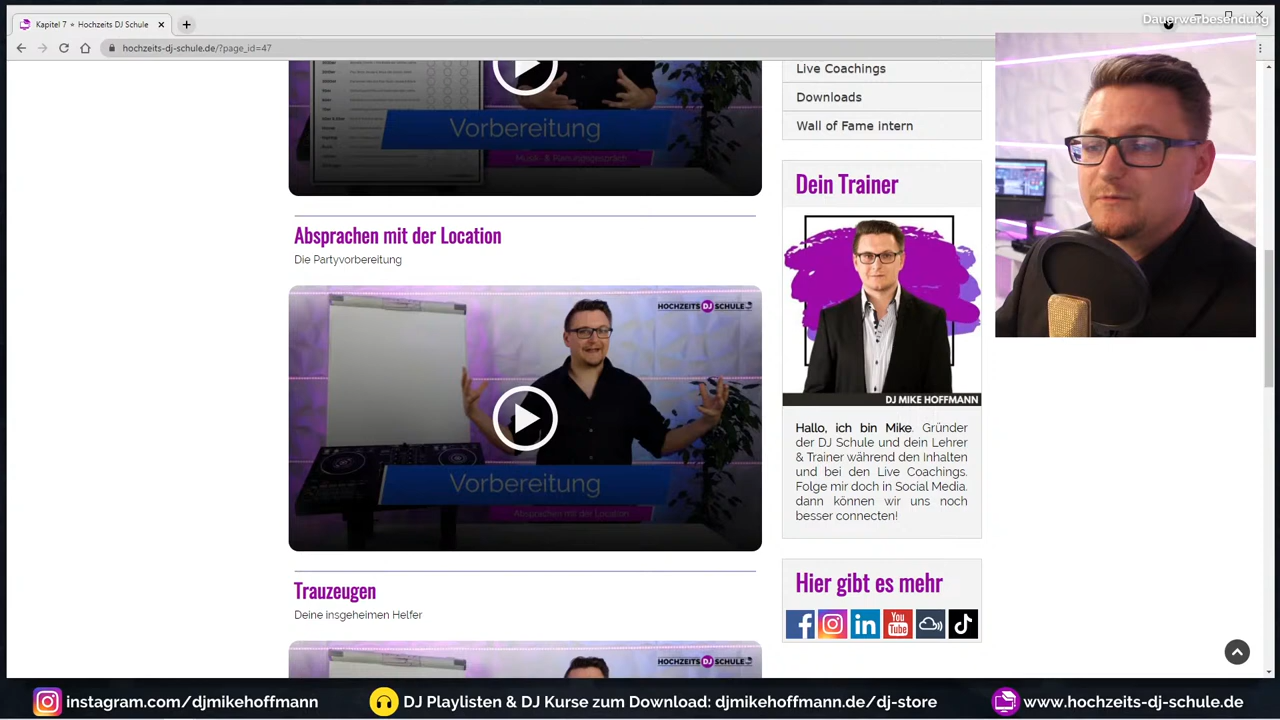 Kapitel 7 ⭐ Hochzeits DJ Schule
Dauerwerbesendung
hochzeits-dj-schule.de/?page_id=47
Vorbereitung
Musik- & Planungsgespräch
Absprachen mit der Location
Die Partyvorbereitung
HOCHZEITS DJ SCHULE
Vorbereitung
Absprachen mit der Location
Trauzeugen
Deine insgeheimen Helfer
HOCHZEITS DJ SCHULE
Live Coachings
Downloads
Wall of Fame intern
Dein Trainer
DJ MIKE HOFFMANN
Hallo, ich bin Mike. Gründer
der DJ Schule und dein Lehrer
& Trainer während den Inhalten
und bei den Live Coachings.
Folge mir doch in Social Media.
dann können wir uns noch
besser connecten!
Hier gibt es mehr
You
Tube
instagram.com/djmikehoffmann
DJ Playlisten & DJ Kurse zum Download: djmikehoffmann.de/dj-store
www.hochzeits-dj-schule.de